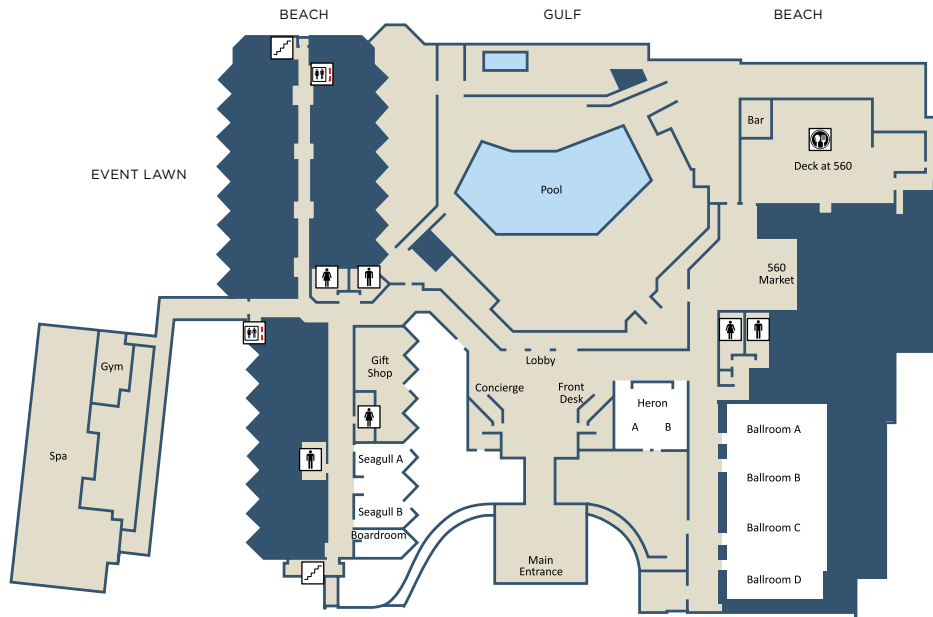 BEACH
GULF
BEACH
EVENT LAWN
Bar
Deck at 560
Pool
560
Market
Lobby
Gym
Gift
Shop
Concierge
Front
Desk
Heron
A B
Spa
Seagull A
Seagull B
Boardroom
Ballroom A
Ballroom B
Ballroom C
Ballroom D
Main
Entrance